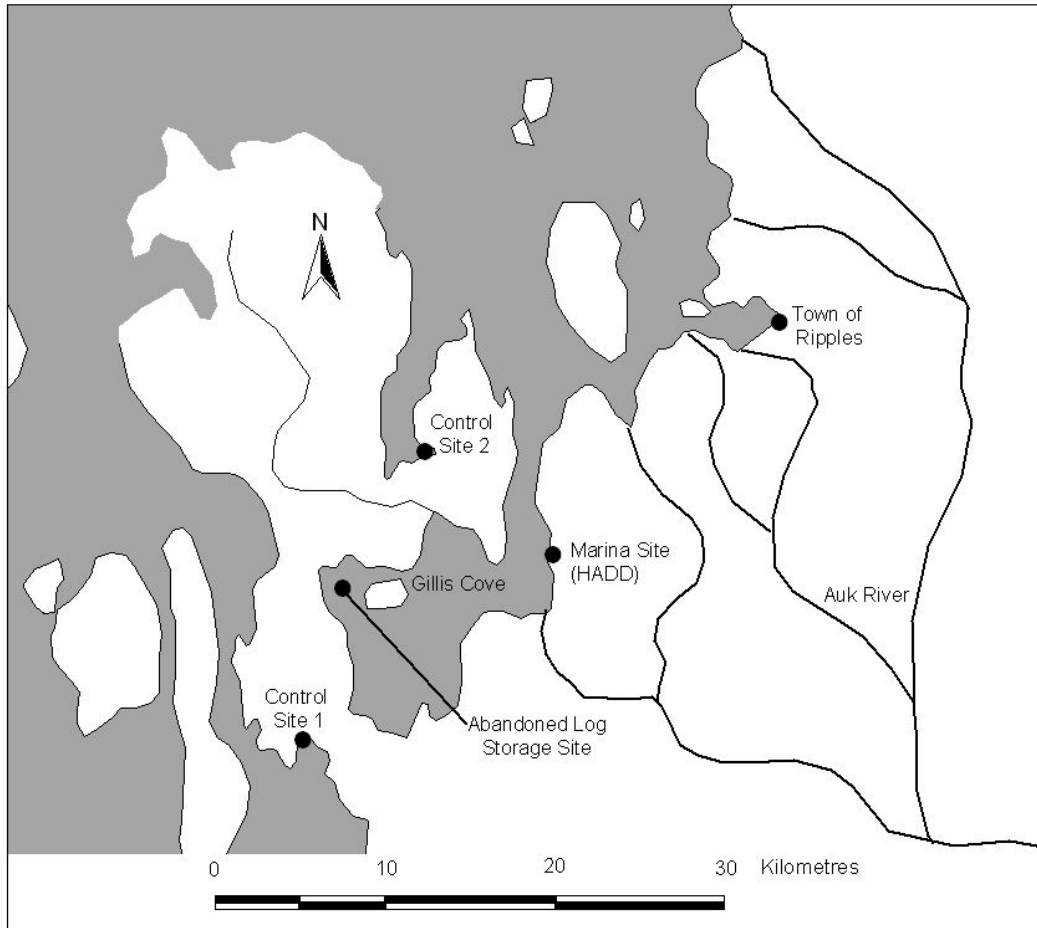 N
Town of
Ripples
Control
Site 2
Marina Site
(HADD)
Gillis Cove
Auk River
Control
Site 1
Abandoned Log
Storage Site
0 10 20 30 Kilometres